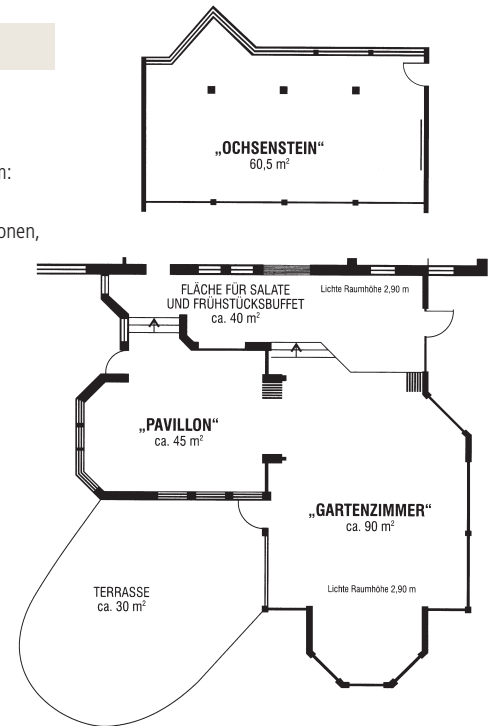 „OCHSENSTEIN“
60,5 m²
onen,
FLÄCHE FÜR SALATE
UND FRÜHSTÜCKSBUFFET
ca. 40 m²
Lichte Raumhöhe 2,90 m
„PAVILLON“
ca. 45 m²
„GARTENZIMMER“
ca. 90 m²
TERRASSE
ca. 30 m²
Lichte Raumhöhe 2,90 m